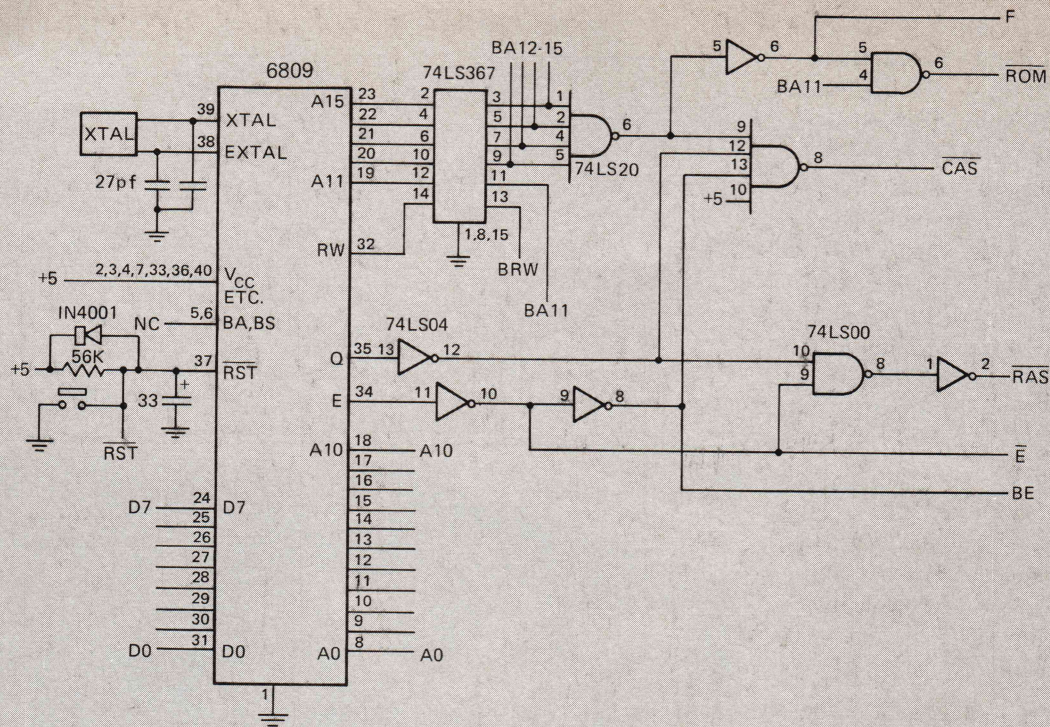 F
BA12-15
5
6
5
4
6
ROM
BA11
6809
74LS367
A15
23
2
3
1
22
4
5
2
21
6
7
4
20
10
9
5
A11
19
12
11
14
13
6
74LS20
9
12
13
10
+5
8
CAS
XTAL
39
XTAL
38
EXTAL
27pf
1,8,15
RW
32
BRW
BA11
+5
2,3,4,7,33,36,40
VCC
ETC.
NC
5,6
BA,BS
IN4001
56K
+5
37
RST
+
33
RST
74LS04
Q
35
13
12
E
34
11
10
9
8
74LS00
10
9
8
1
2
RAS
E
BE
A10
18
A10
17
16
15
14
13
12
11
10
9
A0
8
A0
D7
24
D7
25
26
27
28
29
30
D0
31
D0
1